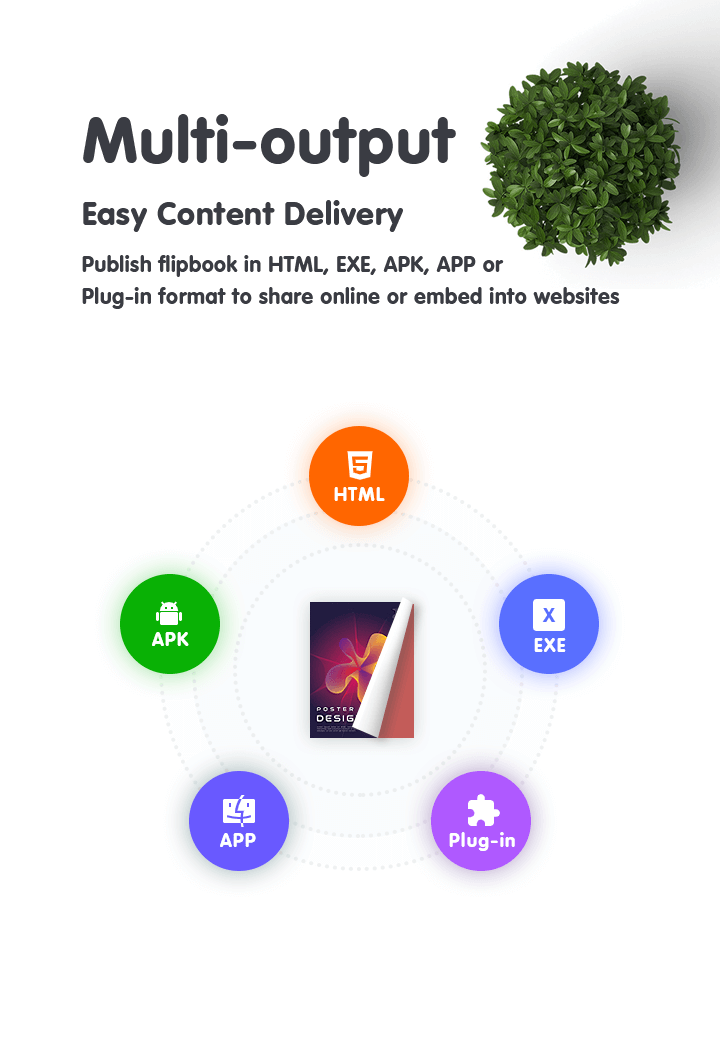 Multi-output
Easy Content Delivery
Publish flipbook in HTML, EXE, APK, APP or
Plug-in format to share online or embed into websites
5
HTML
APK
X
EXE
POSTER
DESIG
APP
Plug-in